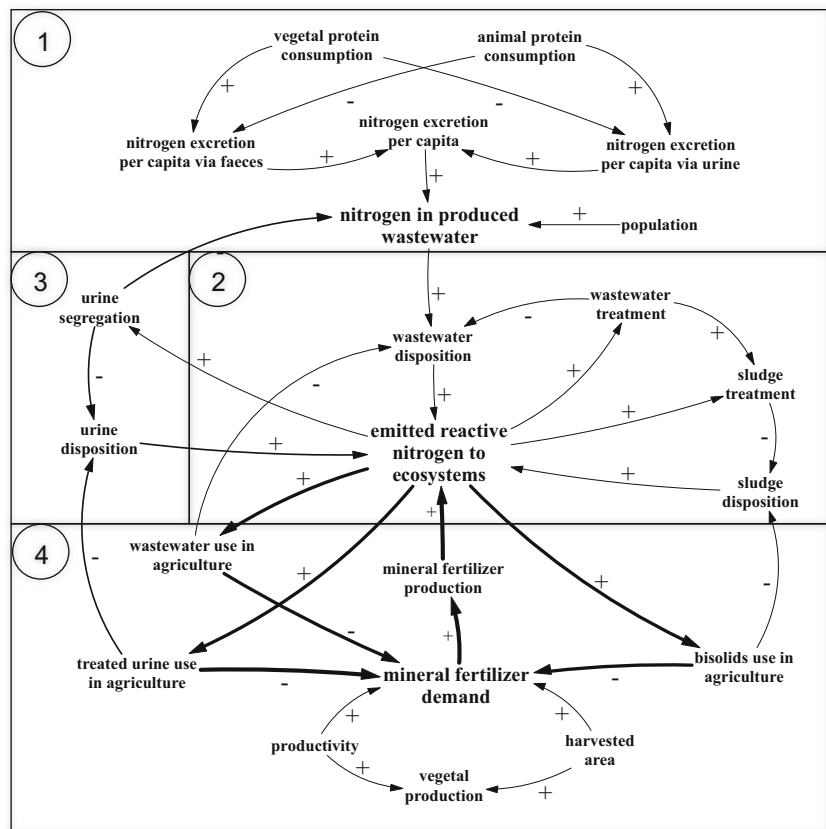 1
vegetal protein
consumption
animal protein
consumption
+
-
-
+
nitrogen excretion
per capita via faeces
nitrogen excretion
per capita
nitrogen excretion
per capita via urine
+
+
+
nitrogen in produced
wastewater
+
population
-
3
2
urine
segregation
+
wastewater
disposition
-
wastewater
treatment
+
sludge
treatment
-
+
-
+
+
+
-
urine
disposition
+
emitted reactive
nitrogen to
ecosystems
+
+
sludge
disposition
4
wastewater use in
agriculture
+
mineral fertilizer
production
-
+
+
-
-
+
treated urine use
in agriculture
-
mineral fertilizer
demand
-
bisolids use in
agriculture
+
+
productivity
harvested
area
+
vegetal
production
+